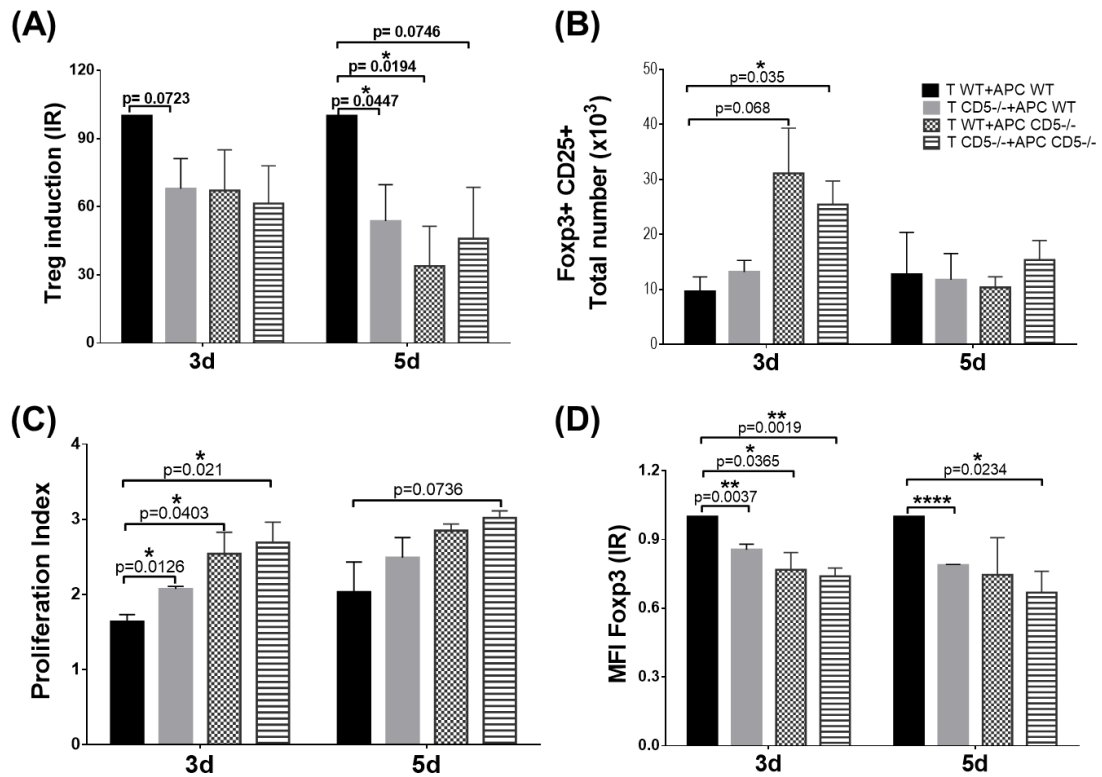 (A)
p= 0.0746
*
p= 0.0194
*
p= 0.0447
p= 0.0723
120
90
60
30
0
Treg induction (IR)
3d
5d
(B)
*
p=0.035
p=0.068
T WT+APC WT
T CD5-/-+APC WT
T WT+APC CD5-/-
T CD5-/-+APC CD5-/-
50
40
30
20
10
0
Foxp3+ CD25+
Total number (x103)
3d
5d
(C)
*
p=0.021
*
p=0.0403
*
p=0.0126
p=0.0736
4
3
2
1
0
Proliferation Index
3d
5d
(D)
**
p=0.0019
*
p=0.0365
**
p=0.0037
*
p=0.0234
****
1.2
0.9
0.6
0.3
0.0
MFI Foxp3 (IR)
3d
5d